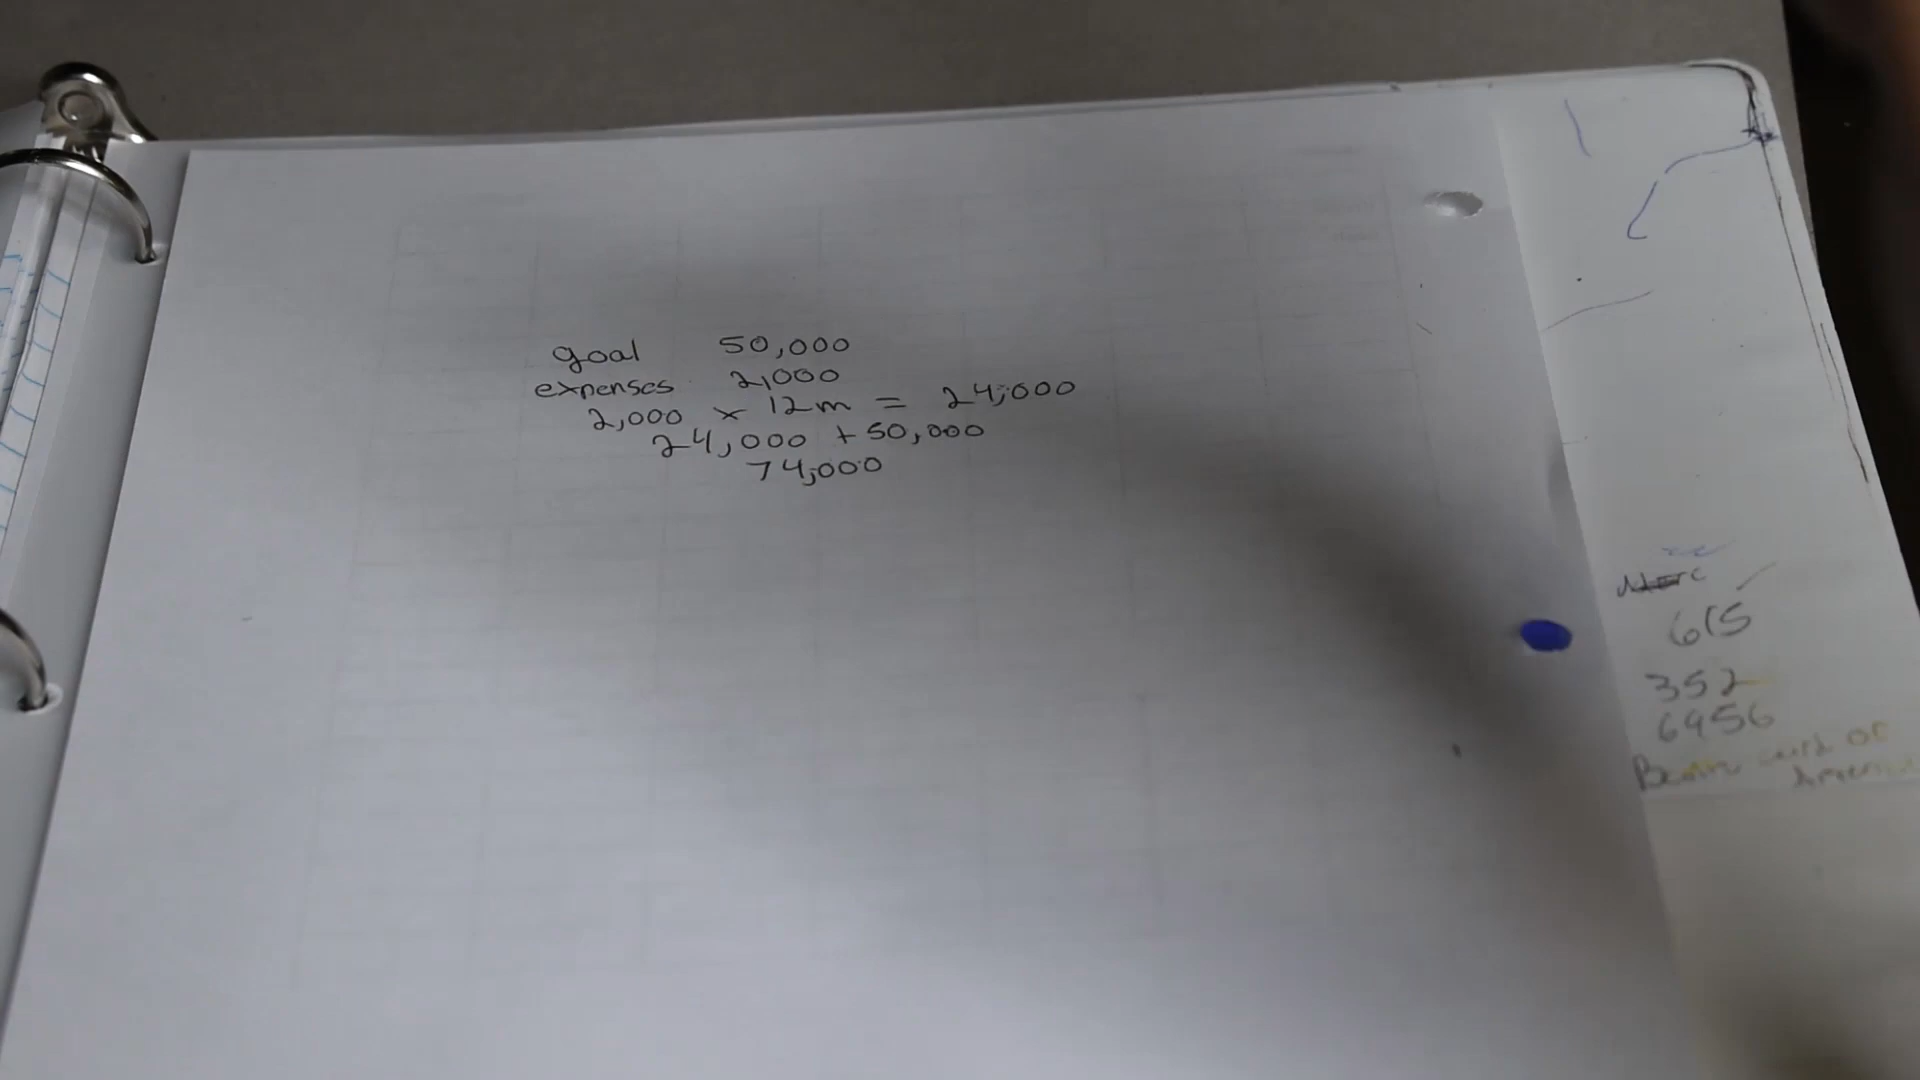 goal 50,000
expenses 2,000
2,000 x 12m = 24,000
24,000 + 50,000
74,000
615
352
6956
or